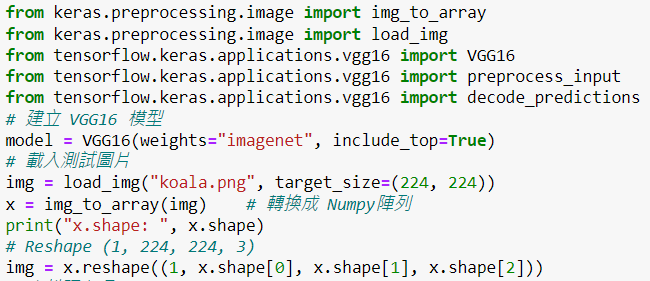 from keras.preprocessing.image import img_to_array
from keras.preprocessing.image import load_img
from tensorflow.keras.applications.vgg16 import VGG16
from tensorflow.keras.applications.vgg16 import preprocess_input
from tensorflow.keras.applications.vgg16 import decode_predictions
# 建立 VGG16 模型
model = VGG16(weights="imagenet", include_top=True)
# 載入測試圖片
img = load_img("koala.png", target_size=(224, 224))
x = img_to_array(img)    # 轉換成 Numpy陣列
print("x.shape: ", x.shape)
# Reshape (1, 224, 224, 3)
img = x.reshape((1, x.shape[0], x.shape[1], x.shape[2]))